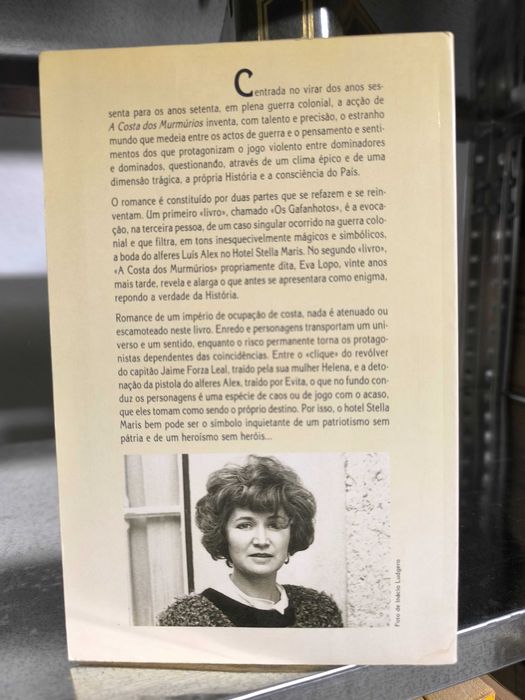 Centrada no virar dos anos ses-
senta para os anos setenta, em plena guerra colonial, a acção de
A Costa dos Murmúrios inventa, com talento e precisão, o estranho
mundo que medeia entre os actos de guerra e o pensamento e senti-
mentos dos que protagonizam o jogo violento entre dominadores
e dominados, questionando, através de um clima épico e de uma
dimensão trágica, a própria História e a consciência do País.
O romance é constituído por duas partes que se refazem e se rein-
ventam. Um primeiro «livro», chamado «Os Gafanhotos», é a evoca-
ção, na terceira pessoa, de um caso singular ocorrido na guerra colo-
nial e que filtra, em tons inesquecivelmente mágicos e simbólicos,
a boda do alferes Luís Alex no Hotel Stella Maris. No segundo «livro»,
«A Costa dos Murmúrios» propriamente dita, Eva Lopo, vinte anos
mais tarde, revela e alarga o que antes se apresentara como enigma,
repondo a verdade da História.
Romance de um império de ocupação de costa, nada é atenuado ou
escamoteado neste livro. Enredo e personagens transportam um uni-
verso e um sentido, enquanto o risco permanente torna os protago-
nistas dependentes das coincidências. Entre o «clique» do revólver
do capitão Jaime Forza Leal, traído pela sua mulher Helena, e a deto-
nação da pistola do alferes Alex, traído por Evita, o que no fundo con-
duz os personagens é uma espécie de caos ou de jogo com o acaso,
que eles tomam como sendo o próprio destino. Por isso, o hotel Stella
Maris bem pode ser o símbolo inquietante de um patriotismo sem
pátria e de um heroísmo sem heróis...
Foto de Inácio Ludgero